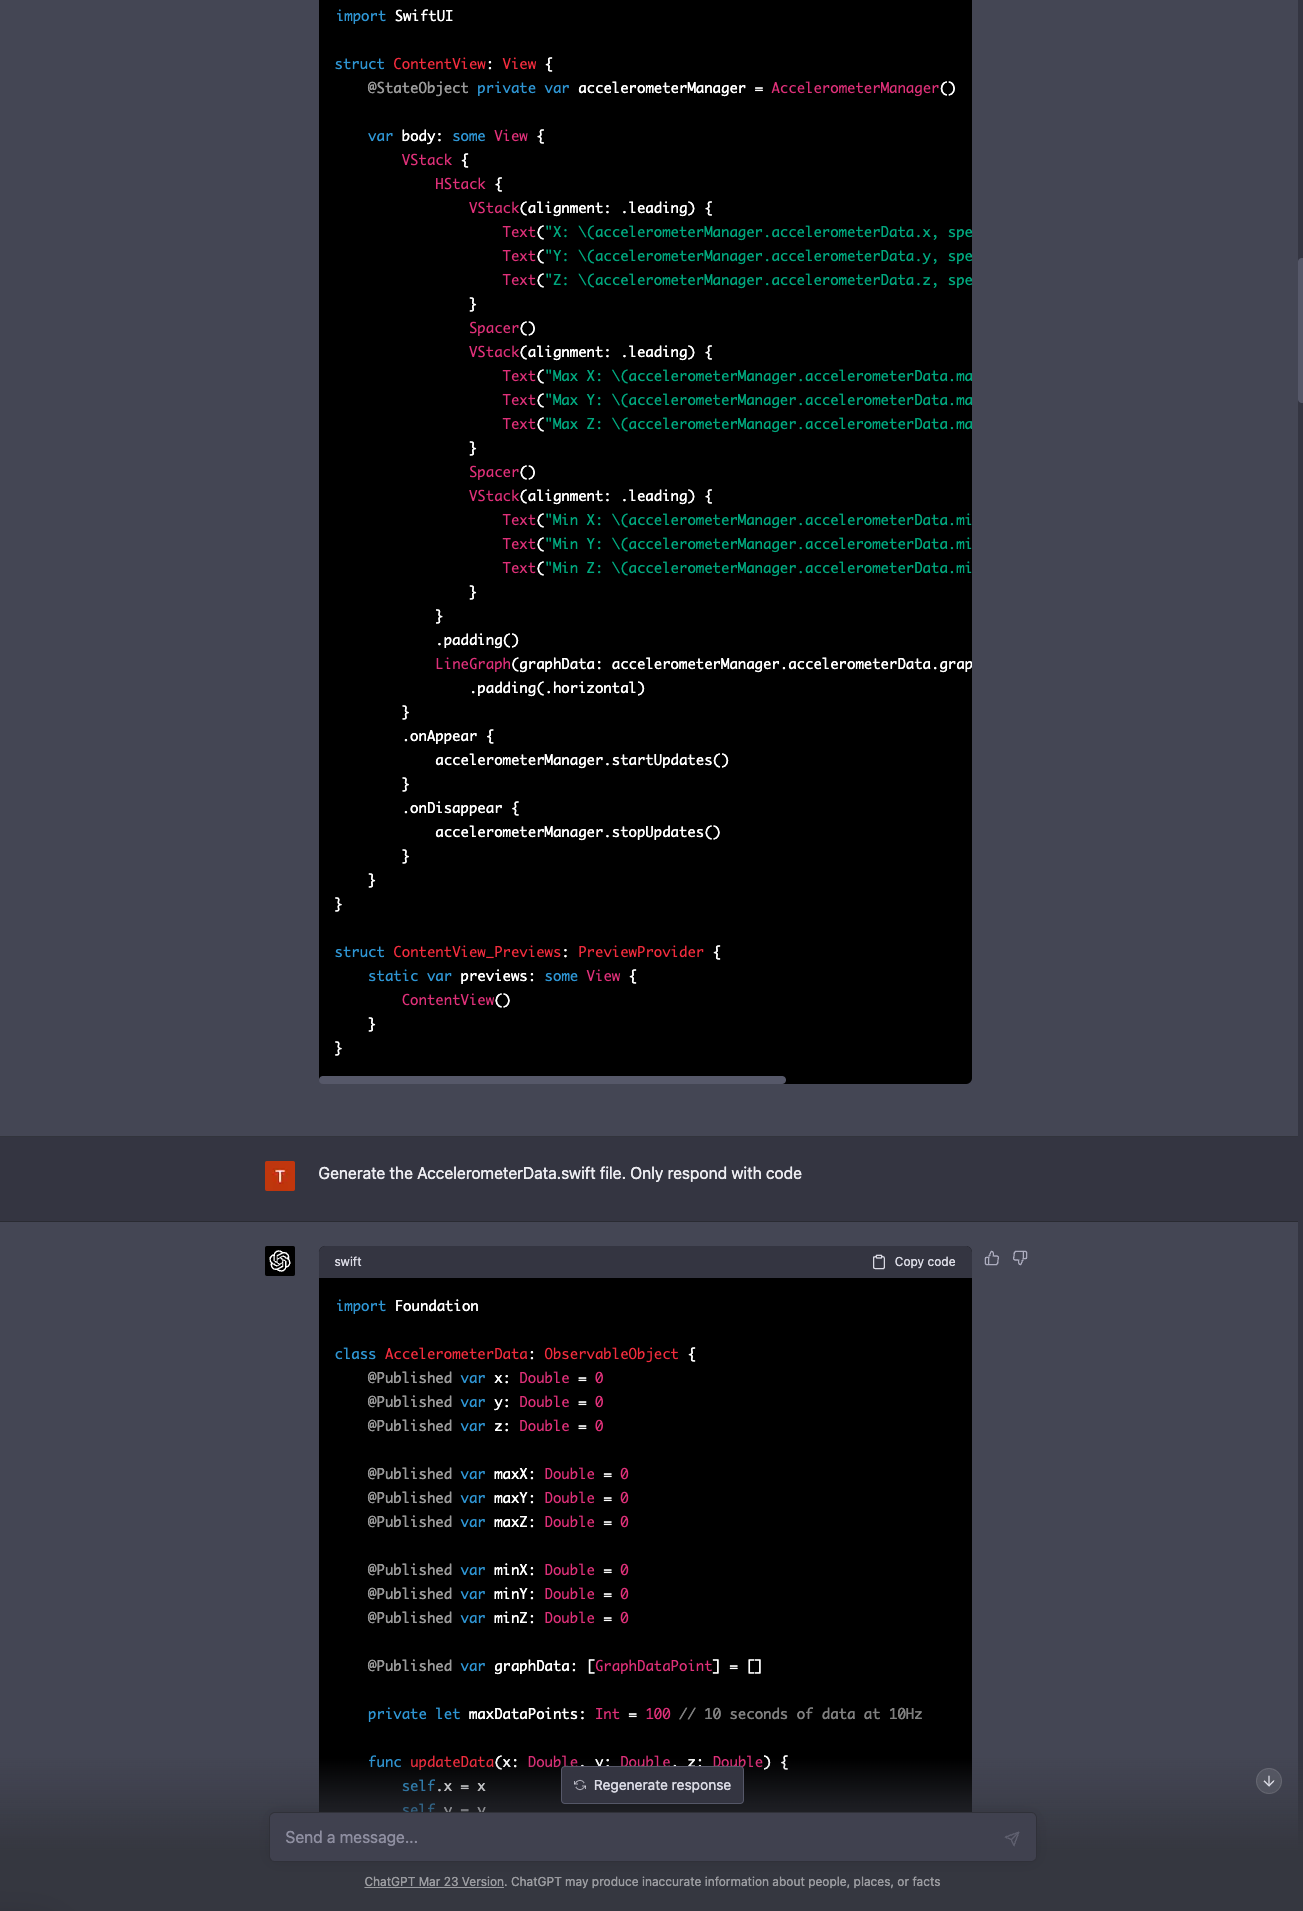 import SwiftUI
struct ContentView: View {
    @StateObject private var accelerometerManager = AccelerometerManager()
    var body: some View {
        VStack {
            HStack {
                VStack(alignment: .leading) {
                    Text("X: \(accelerometerManager.accelerometerData.x, spe
                    Text("Y: \(accelerometerManager.accelerometerData.y, spe
                    Text("Z: \(accelerometerManager.accelerometerData.z, spe
                }
                Spacer()
                VStack(alignment: .leading) {
                    Text("Max X: \(accelerometerManager.accelerometerData.ma
                    Text("Max Y: \(accelerometerManager.accelerometerData.ma
                    Text("Max Z: \(accelerometerManager.accelerometerData.ma
                }
                Spacer()
                VStack(alignment: .leading) {
                    Text("Min X: \(accelerometerManager.accelerometerData.mi
                    Text("Min Y: \(accelerometerManager.accelerometerData.mi
                    Text("Min Z: \(accelerometerManager.accelerometerData.mi
                }
            }
            .padding()
            LineGraph(graphData: accelerometerManager.accelerometerData.grap
                .padding(.horizontal)
        }
        .onAppear {
            accelerometerManager.startUpdates()
        }
        .onDisappear {
            accelerometerManager.stopUpdates()
        }
    }
}
struct ContentView_Previews: PreviewProvider {
    static var previews: some View {
        ContentView()
    }
}
T
Generate the AccelerometerData.swift file. Only respond with code
swift
Copy code
import Foundation
class AccelerometerData: ObservableObject {
    @Published var x: Double = 0
    @Published var y: Double = 0
    @Published var z: Double = 0
    @Published var maxX: Double = 0
    @Published var maxY: Double = 0
    @Published var maxZ: Double = 0
    @Published var minX: Double = 0
    @Published var minY: Double = 0
    @Published var minZ: Double = 0
    @Published var graphData: [GraphDataPoint] = []
    private let maxDataPoints: Int = 100 // 10 seconds of data at 10Hz
    func updateData(x: Double, y: Double, z: Double) {
        self.x = x
        self.y = y
Regenerate response
Send a message...
ChatGPT Mar 23 Version. ChatGPT may produce inaccurate information about people, places, or facts